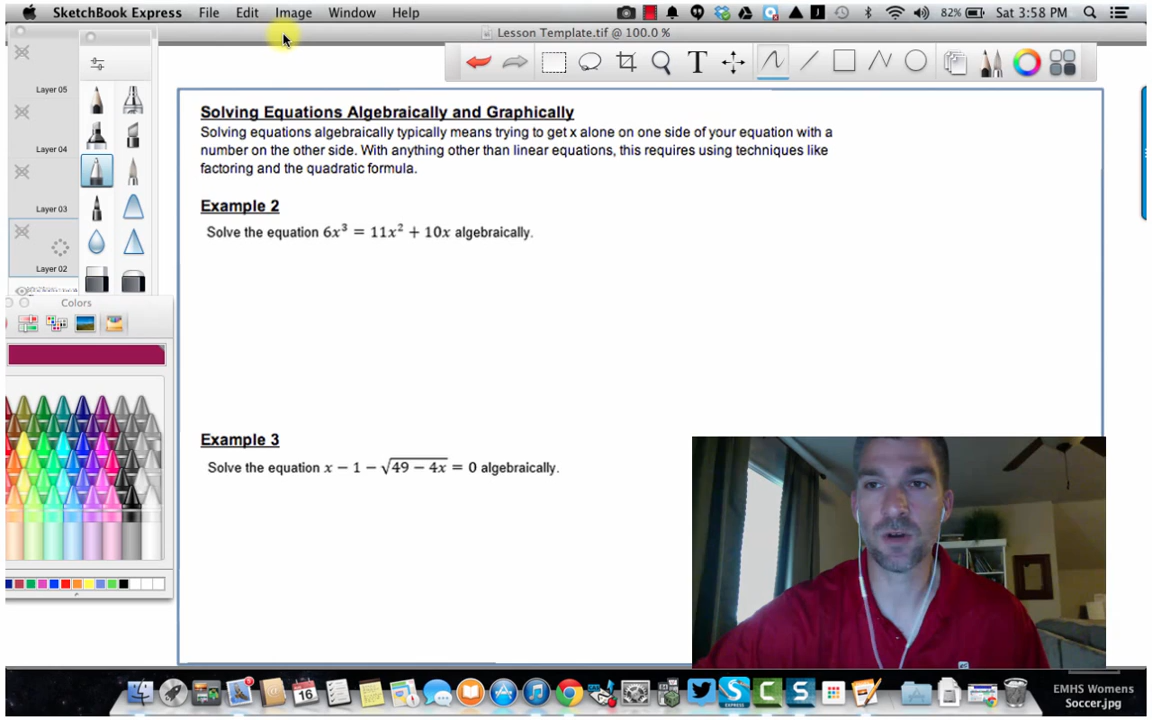 SketchBook Express File Edit Image Window Help 82% Sat 3:58 PM
Lesson Template.tif @ 100.0 %
Layer 05
Layer 04
Layer 03
Layer 02
Colors
Solving Equations Algebraically and Graphically
Solving equations algebraically typically means trying to get x alone on one side of your equation with a
number on the other side. With anything other than linear equations, this requires using techniques like
factoring and the quadratic formula.
Example 2
Solve the equation 6x³ = 11x² + 10x algebraically.
Example 3
Solve the equation x − 1 − √(49 − 4x) = 0 algebraically.
16
EMHS Womens
Soccer.jpg